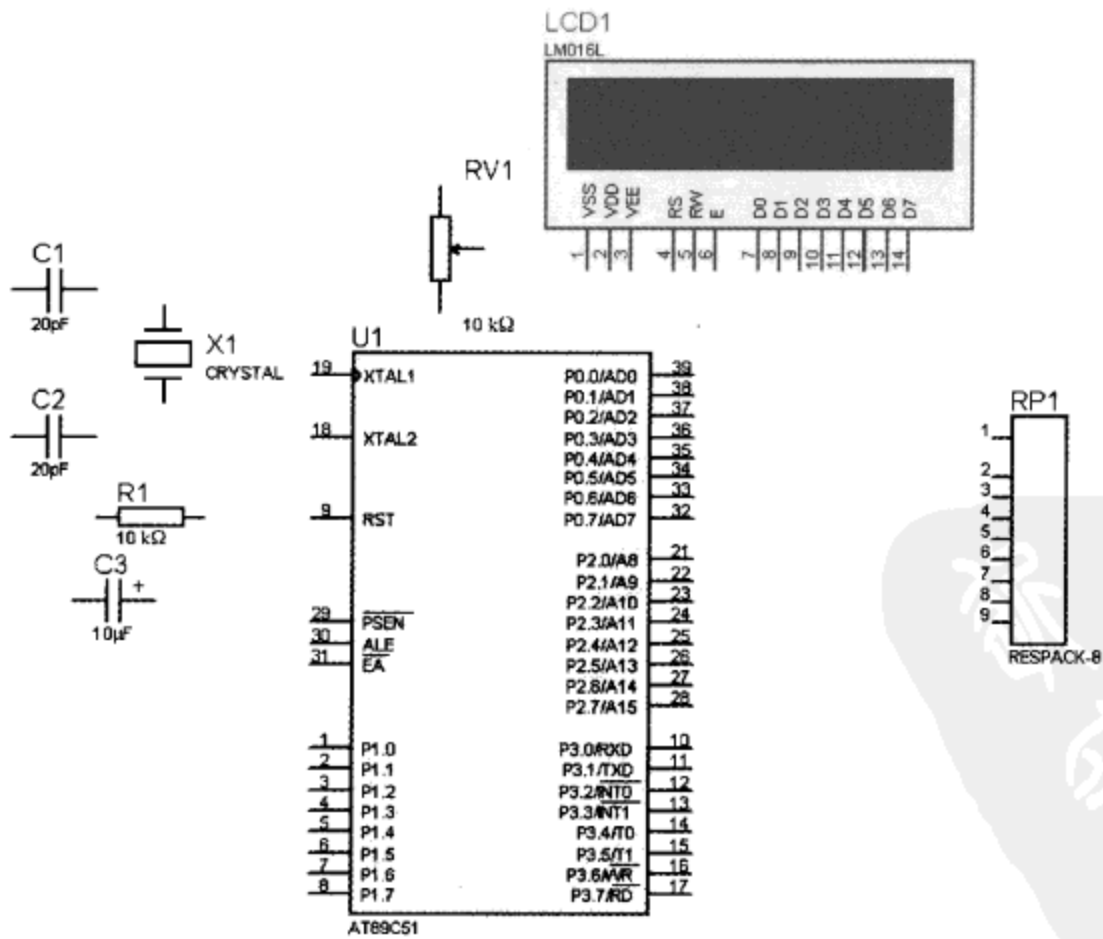 LCD1
LM016L
VSS
VDD
VEE
RS
RW
E
D0
D1
D2
D3
D4
D5
D6
D7
1
2
3
4
5
6
7
8
9
10
11
12
13
14
RV1
10 kΩ
C1
20pF
X1
CRYSTAL
C2
20pF
R1
10 kΩ
C3
+
10μF
U1
19 XTAL1
18 XTAL2
9 RST
29 PSEN
30 ALE
31 EA
1 P1.0
2 P1.1
3 P1.2
4 P1.3
5 P1.4
6 P1.5
7 P1.6
8 P1.7
P0.0/AD0 39
P0.1/AD1 38
P0.2/AD2 37
P0.3/AD3 36
P0.4/AD4 35
P0.5/AD5 34
P0.6/AD6 33
P0.7/AD7 32
P2.0/A8 21
P2.1/A9 22
P2.2/A10 23
P2.3/A11 24
P2.4/A12 25
P2.5/A13 26
P2.6/A14 27
P2.7/A15 28
P3.0/RXD 10
P3.1/TXD 11
P3.2/INT0 12
P3.3/INT1 13
P3.4/T0 14
P3.5/T1 15
P3.6/WR 16
P3.7/RD 17
AT89C51
RP1
1
2
3
4
5
6
7
8
9
RESPACK-8